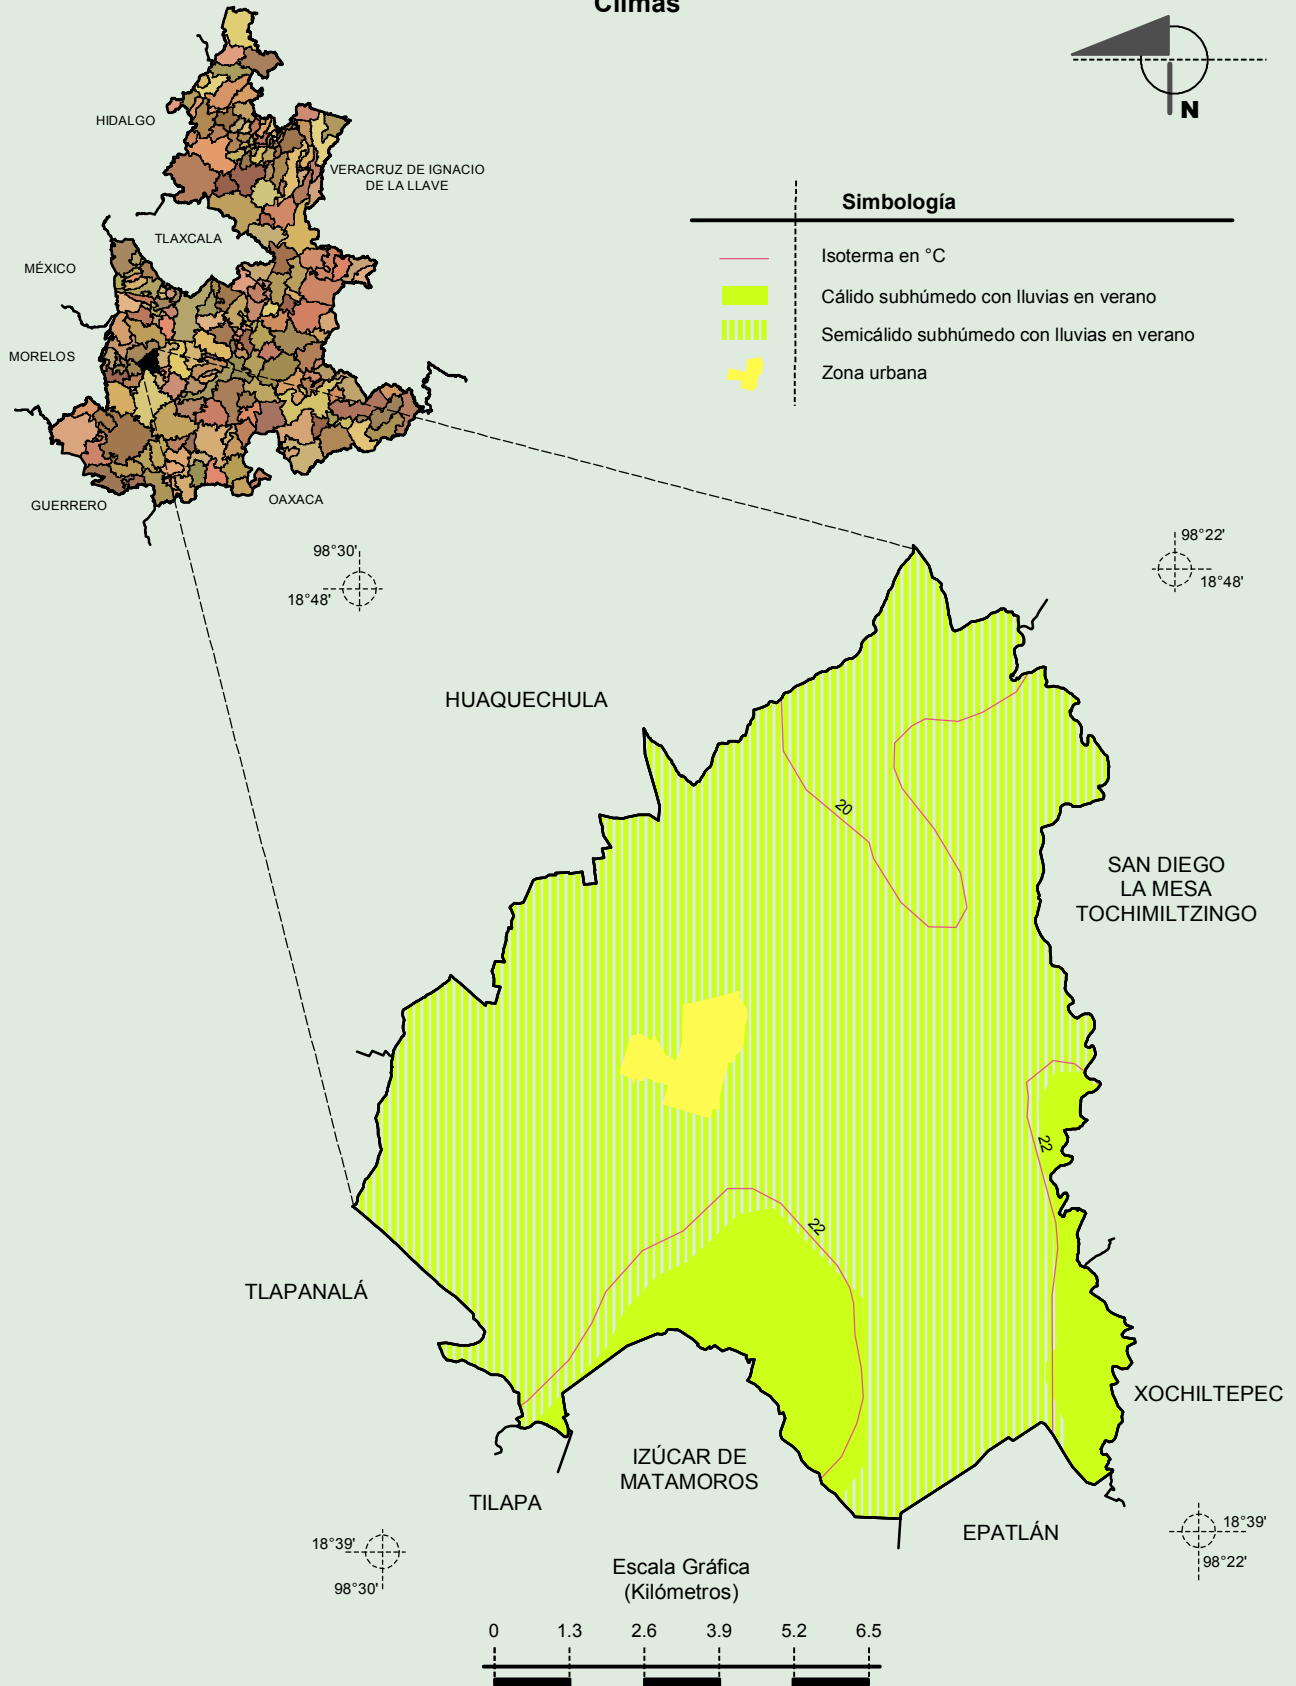 Climas
N
HIDALGO
VERACRUZ DE IGNACIO
DE LA LLAVE
TLAXCALA
MÉXICO
MORELOS
GUERRERO
OAXACA
Simbología
Isoterma en °C
Cálido subhúmedo con lluvias en verano
Semicálido subhúmedo con lluvias en verano
Zona urbana
98°30'
18°48'
98°22'
18°48'
HUAQUECHULA
20
SAN DIEGO
LA MESA
TOCHIMILTZINGO
22
22
TLAPANALÁ
XOCHILTEPEC
IZÚCAR DE
MATAMOROS
TILAPA
EPATLÁN
18°39'
98°30'
18°39'
98°22'
Escala Gráfica
(Kilómetros)
0 1.3 2.6 3.9 5.2 6.5